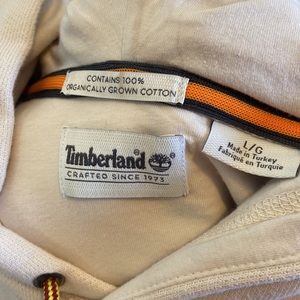 CONTAINS 100%
ORGANICALLY GROWN COTTON
Timberland
CRAFTED SINCE 1973
L/G
Made in Turkey
Fabriqué en Turquie